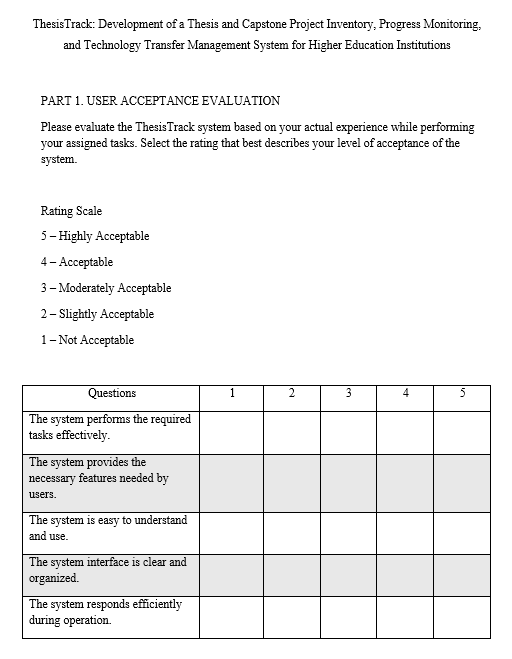 ThesisTrack: Development of a Thesis and Capstone Project Inventory, Progress Monitoring,
and Technology Transfer Management System for Higher Education Institutions
PART 1. USER ACCEPTANCE EVALUATION
Please evaluate the ThesisTrack system based on your actual experience while performing
your assigned tasks. Select the rating that best describes your level of acceptance of the
system.
Rating Scale
5 – Highly Acceptable
4 – Acceptable
3 – Moderately Acceptable
2 – Slightly Acceptable
1 – Not Acceptable
Questions 1 2 3 4 5
The system performs the required
tasks effectively.
The system provides the
necessary features needed by
users.
The system is easy to understand
and use.
The system interface is clear and
organized.
The system responds efficiently
during operation.